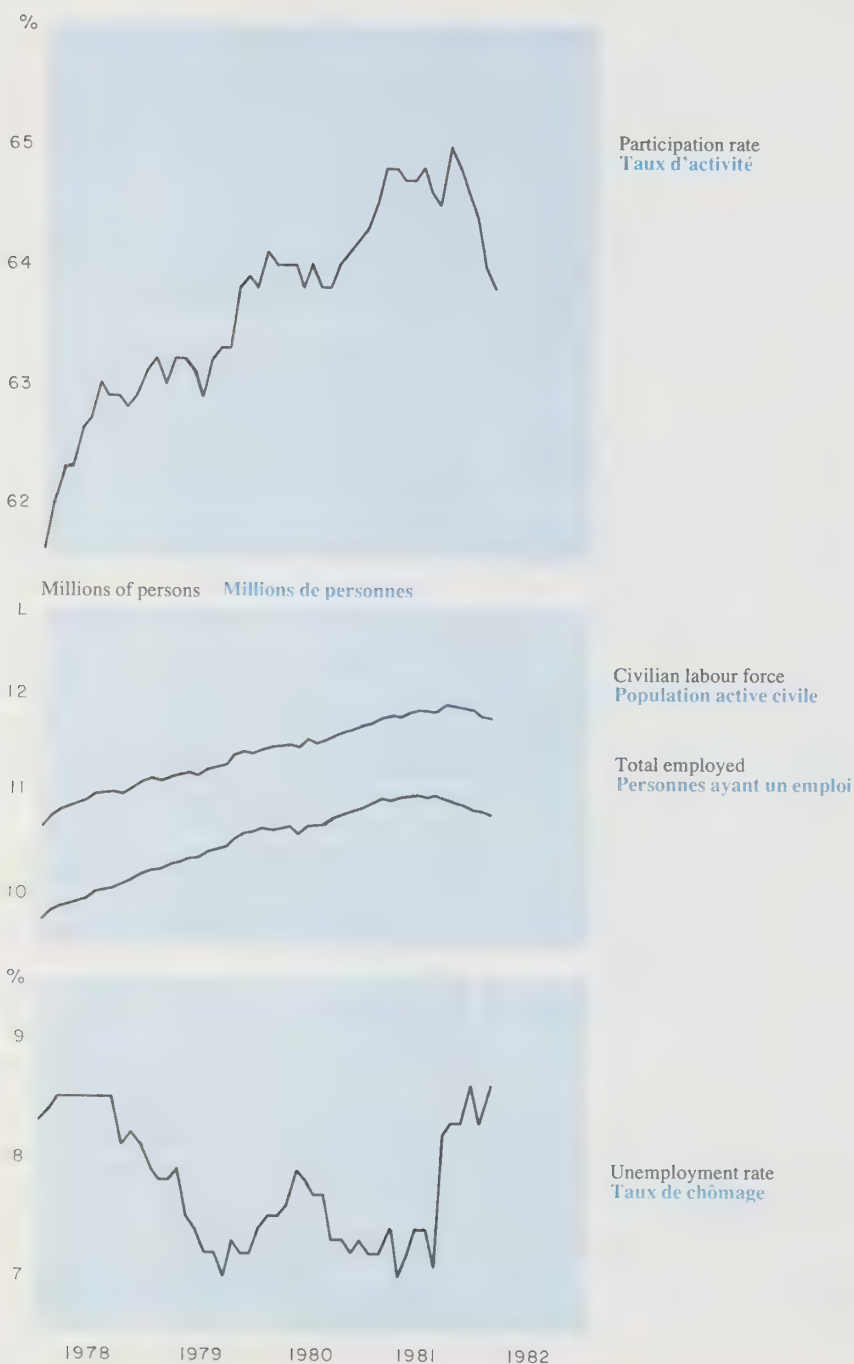 %
65
Participation rate
Taux d'activité
64
63
62
Millions of persons Millions de personnes
L
12
Civilian labour force
Population active civile
11
Total employed
Personnes ayant un emploi
10
%
9
8
Unemployment rate
Taux de chômage
7
1978 1979 1980 1981 1982